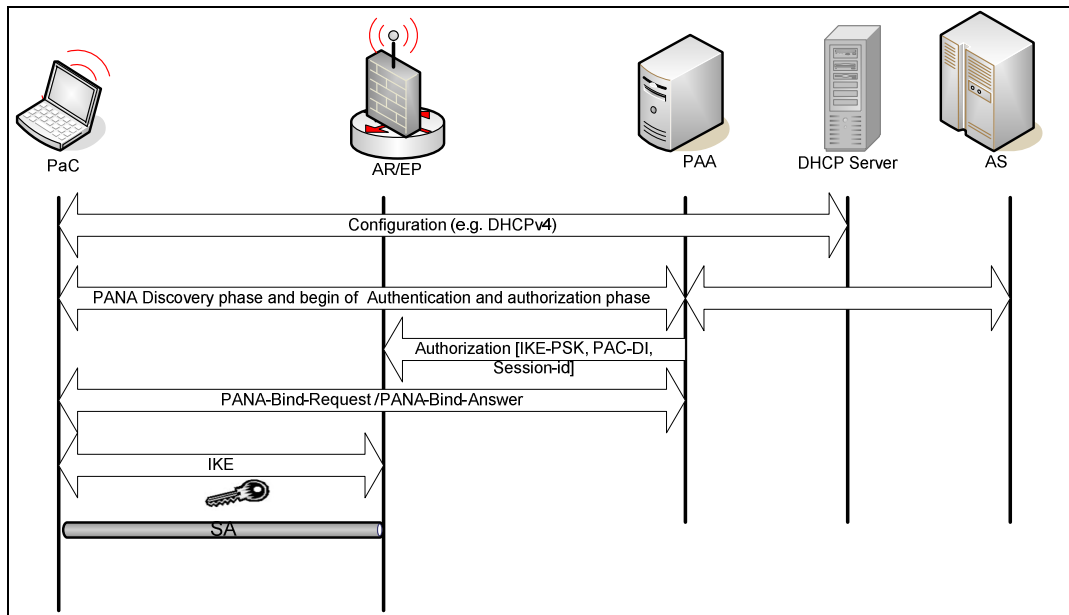 PaC
AR/EP
PAA
DHCP Server
AS
Configuration (e.g. DHCPv4)
PANA Discovery phase and begin of Authentication and authorization phase
Authorization [IKE-PSK, PAC-DI,
Session-id]
PANA-Bind-Request /PANA-Bind-Answer
IKE
SA